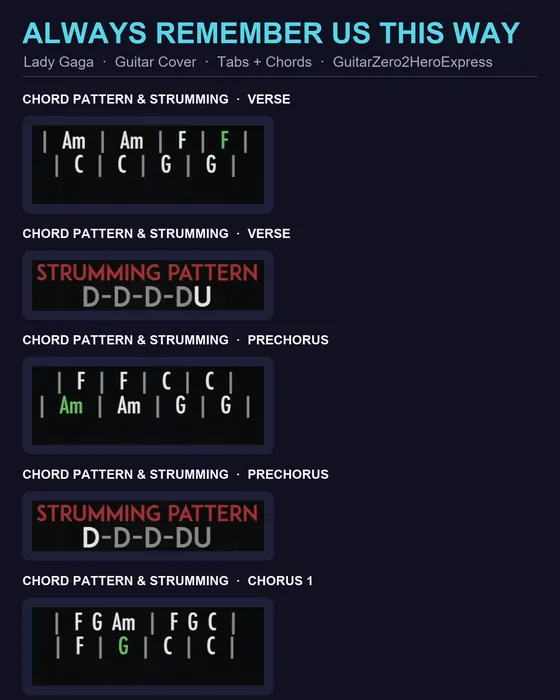 ALWAYS REMEMBER US THIS WAY
Lady Gaga · Guitar Cover · Tabs + Chords · GuitarZero2HeroExpress
CHORD PATTERN & STRUMMING · VERSE
| Am | Am | F | F |
| C | C | G | G |
CHORD PATTERN & STRUMMING · VERSE
STRUMMING PATTERN
D-D-D-DU
CHORD PATTERN & STRUMMING · PRECHORUS
| F | F | C | C |
| Am | Am | G | G |
CHORD PATTERN & STRUMMING · PRECHORUS
STRUMMING PATTERN
D-D-D-DU
CHORD PATTERN & STRUMMING · CHORUS 1
| F G Am | F G C |
| F | G | C | C |